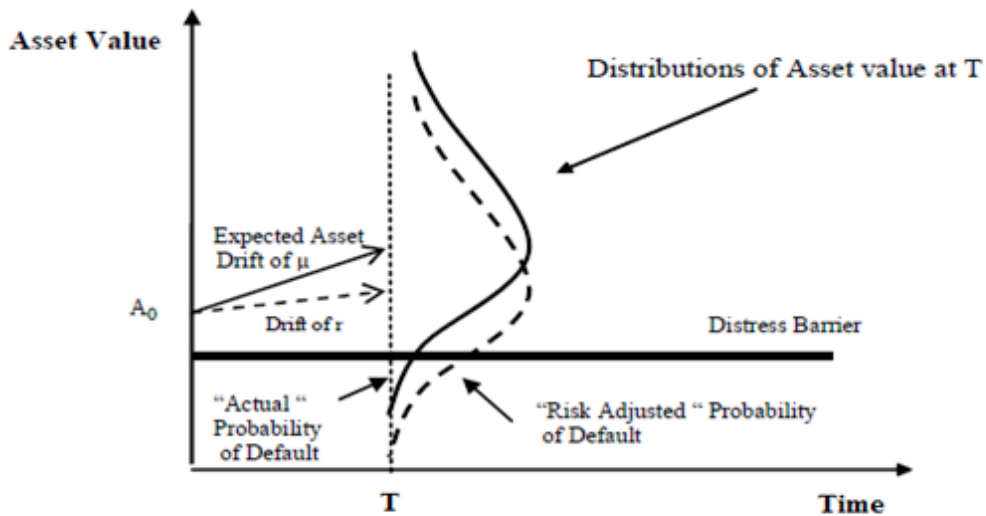 Asset Value
Distributions of Asset value at T
Expected Asset
Drift of μ
A₀
Drift of r
Distress Barrier
“Actual “
Probability
of Default
“Risk Adjusted “ Probability
of Default
T
Time